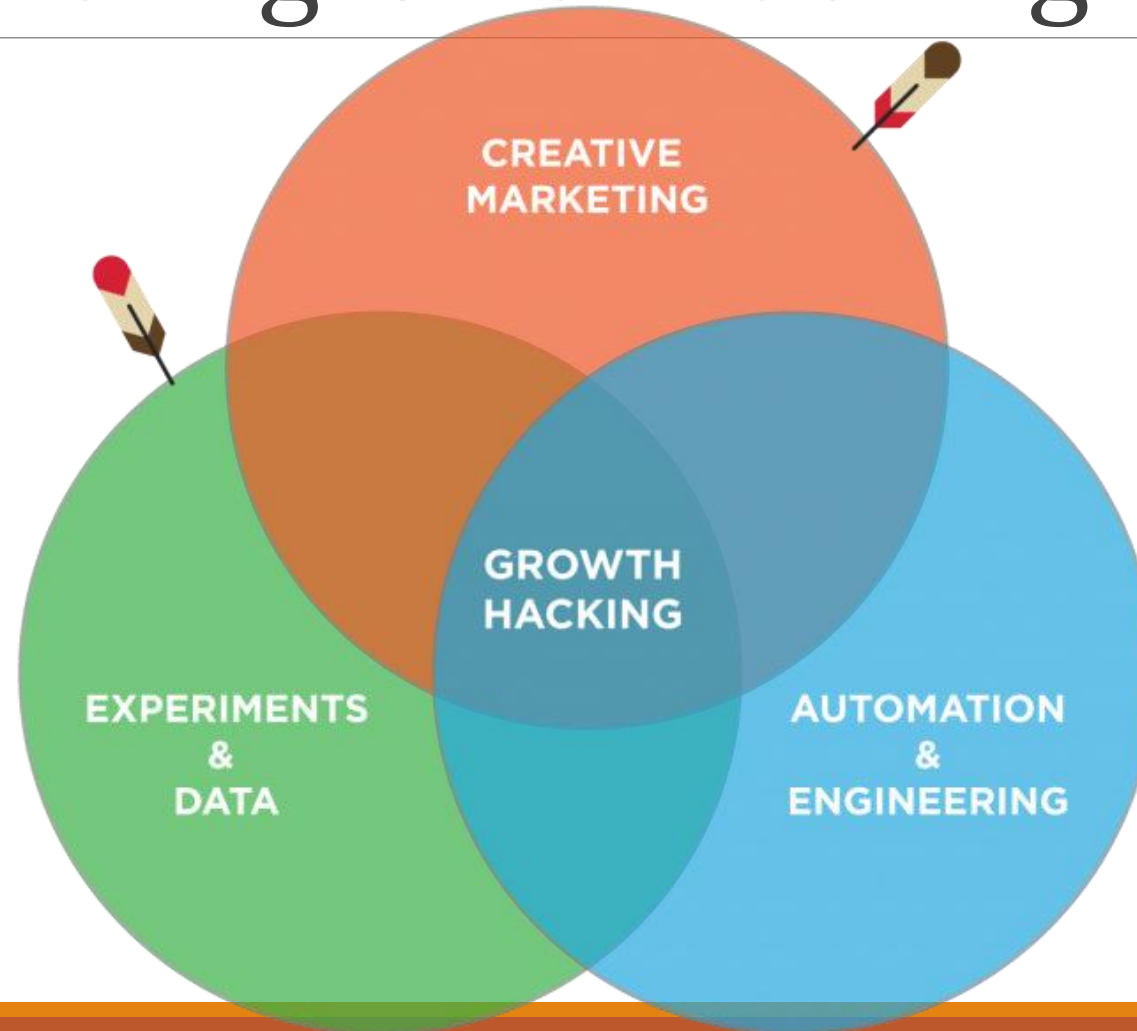 CREATIVE
MARKETING
GROWTH
HACKING
EXPERIMENTS
&
DATA
AUTOMATION
&
ENGINEERING